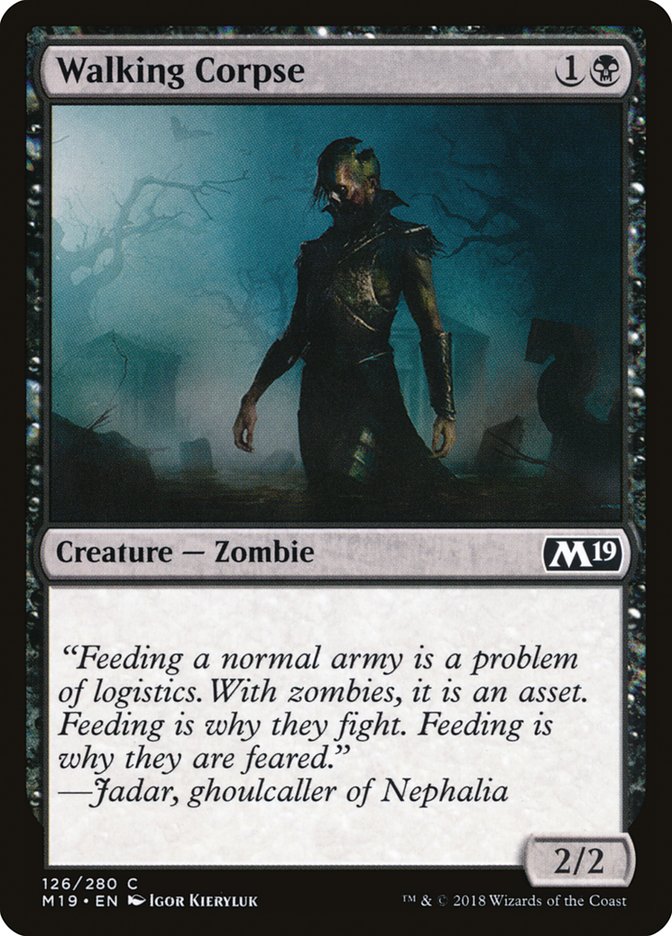 Walking Corpse 1
Creature — Zombie M19
“Feeding a normal army is a problem
of logistics. With zombies, it is an asset.
Feeding is why they fight. Feeding is
why they are feared.”
—Jadar, ghoulcaller of Nephalia
2/2
126/280 C
M19 • EN Igor Kieryluk ™ & © 2018 Wizards of the Coast